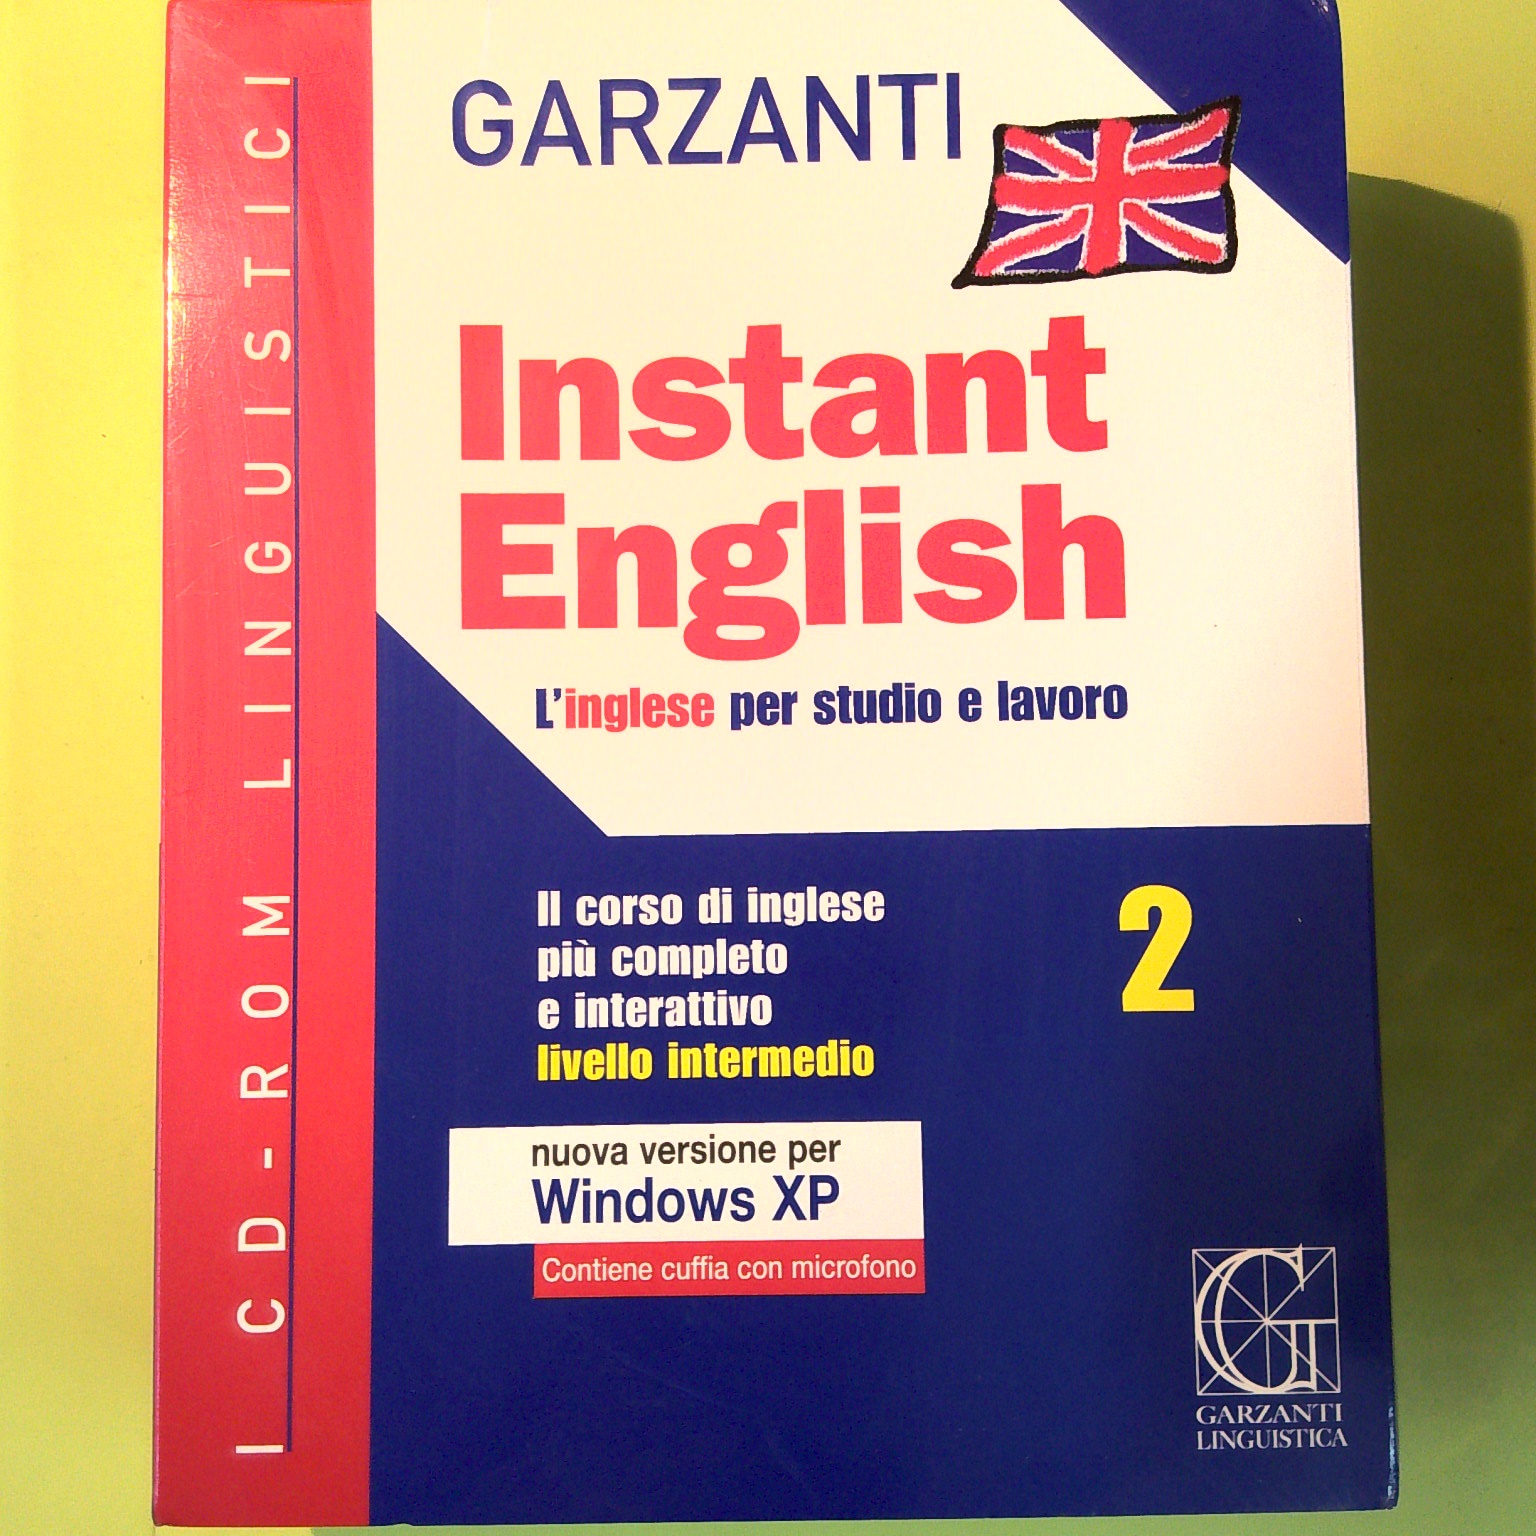 I CD-ROM LINGUISTICI
GARZANTI
Instant
English
L'inglese per studio e lavoro
Il corso di inglese
più completo
e interattivo
livello intermedio
2
nuova versione per
Windows XP
Contiene cuffia con microfono
G
GARZANTI
LINGUISTICA